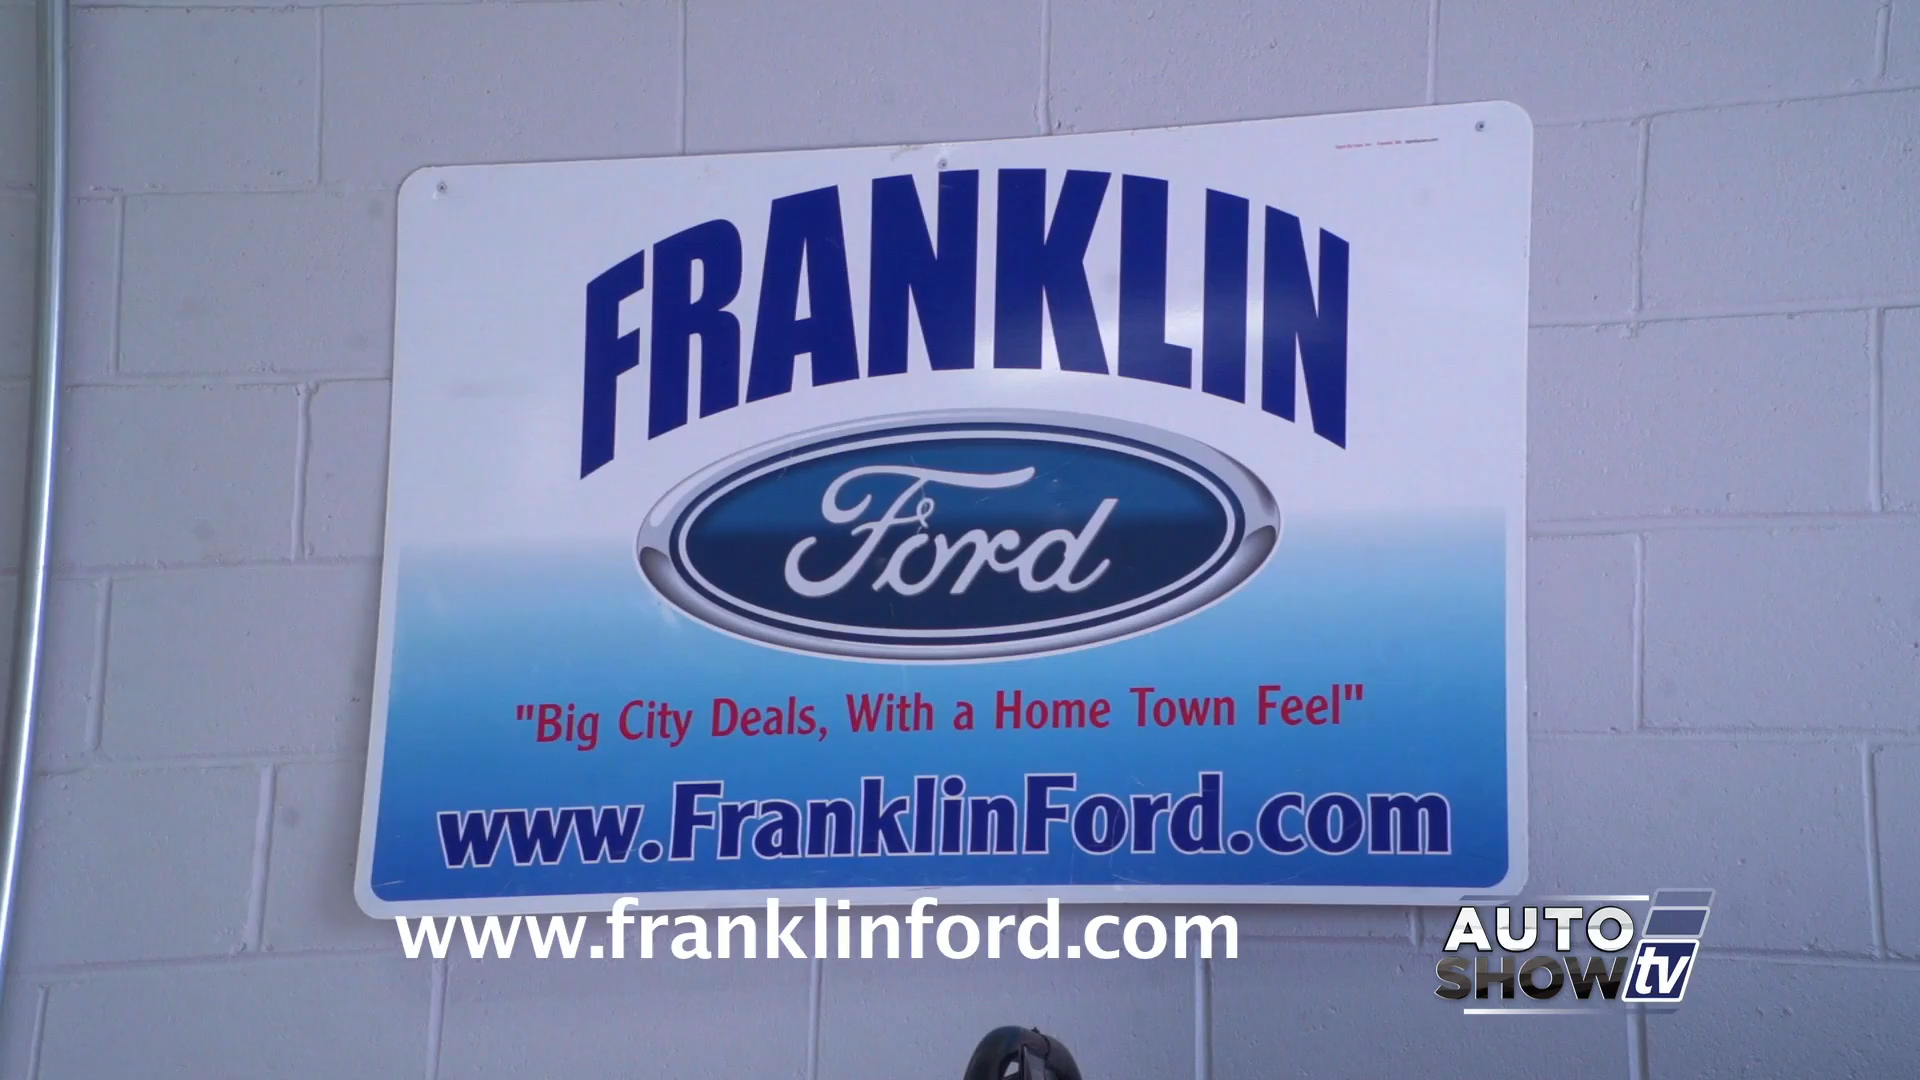 FRANKLIN
Ford
"Big City Deals, With a Home Town Feel"
www.FranklinFord.com
www.franklinford.com
AUTO
SHOW tv